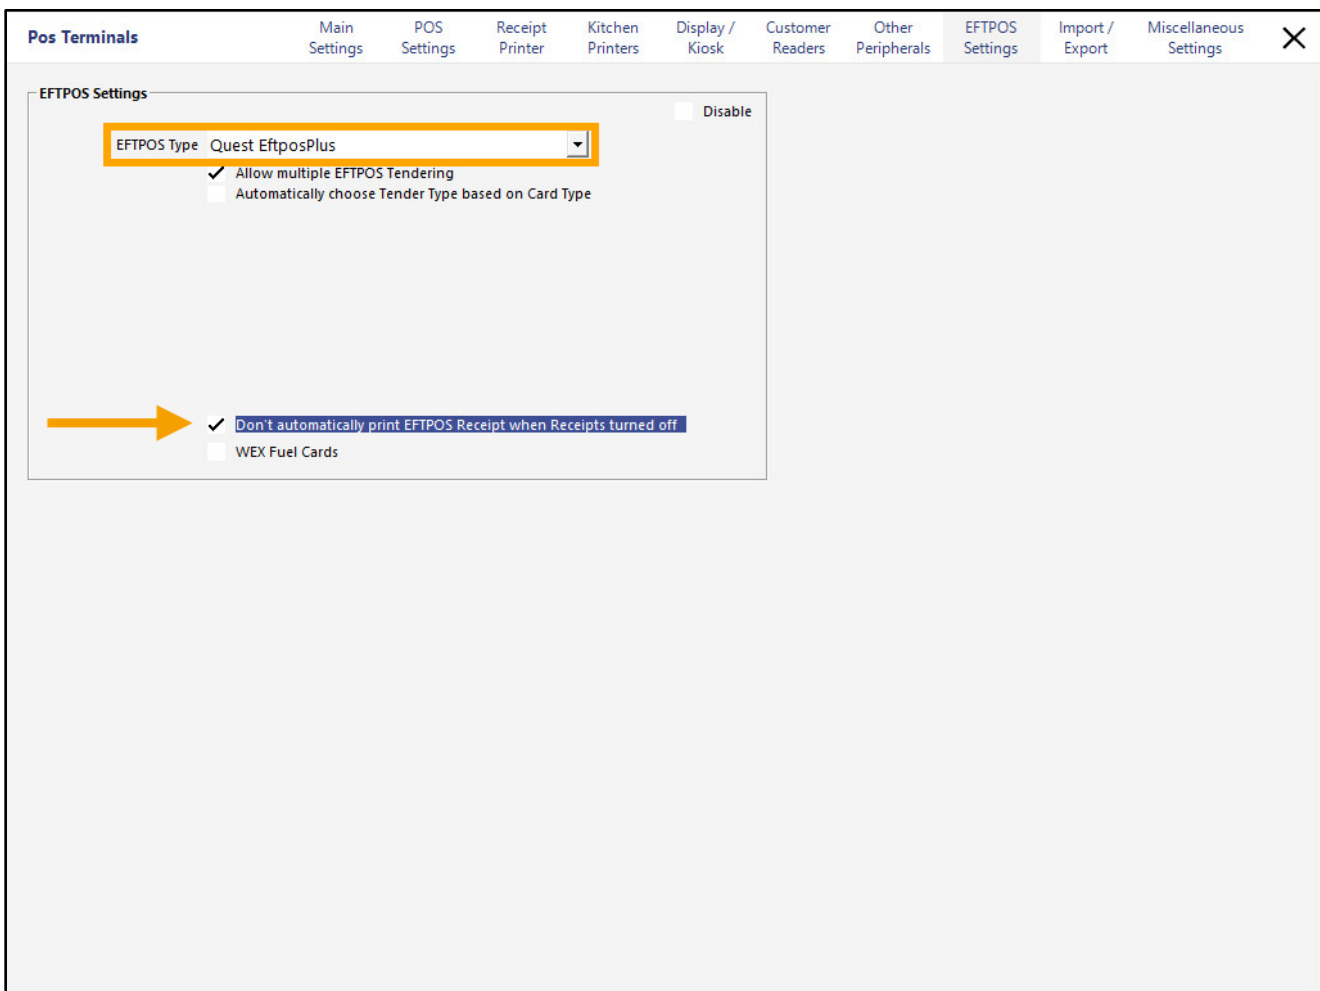 Pos Terminals
Main Settings
POS Settings
Receipt Printer
Kitchen Printers
Display / Kiosk
Customer Readers
Other Peripherals
EFTPOS Settings
Import / Export
Miscellaneous Settings
EFTPOS Settings
Disable
EFTPOS Type Quest EftposPlus
Allow multiple EFTPOS Tendering
Automatically choose Tender Type based on Card Type
Don't automatically print EFTPOS Receipt when Receipts turned off
WEX Fuel Cards